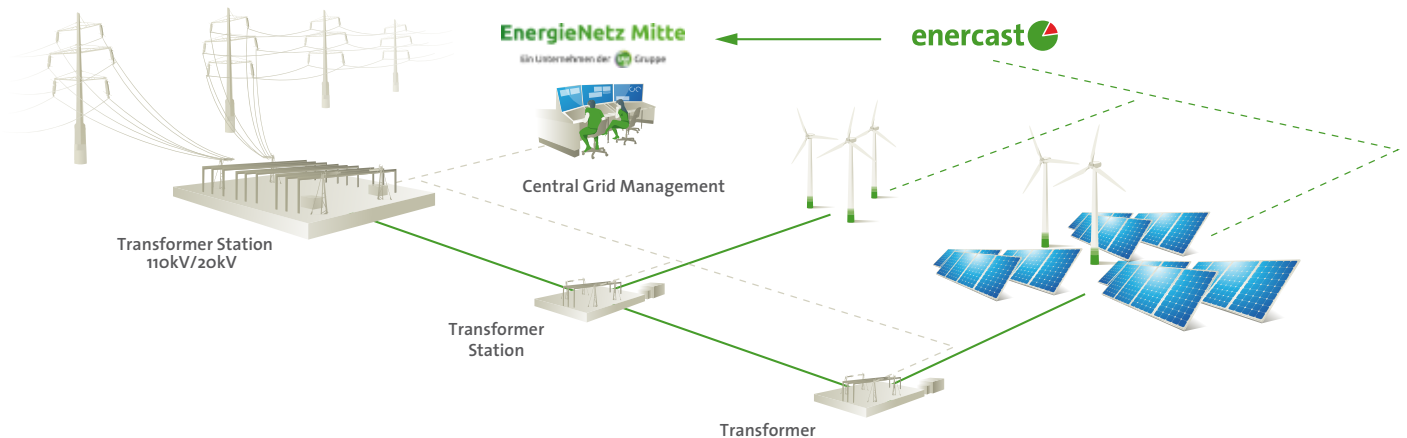 EnergieNetz Mitte
Ein Unternehmen der Gruppe
enercast
Central Grid Management
Transformer Station
110kV/20kV
Transformer
Station
Transformer